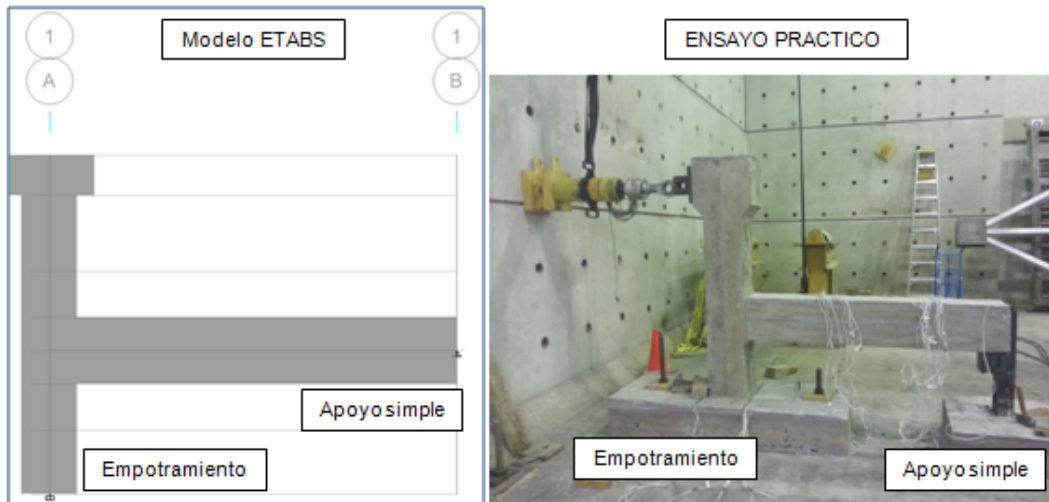 1
Modelo ETABS
1
A
B
Apoyo simple
Empotramiento
ENSAYO PRACTICO
Empotramiento
Apoyo simple